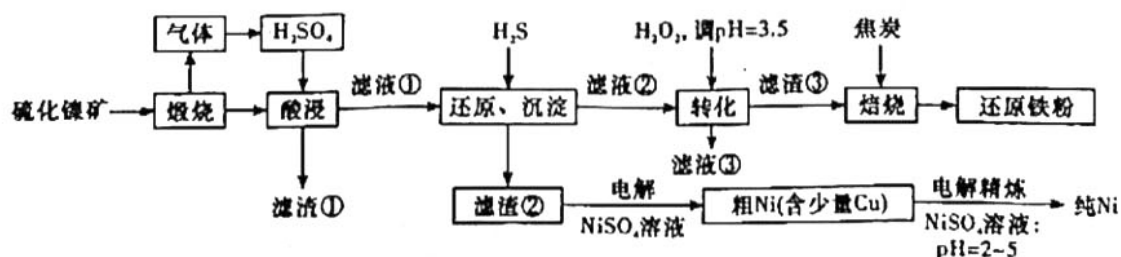 气体
H₂SO₄
H₂S
H₂O₂, 调pH=3.5
焦炭
硫化镍矿
煅烧
酸浸
滤液①
还原、沉淀
滤液②
转化
滤渣③
焙烧
还原铁粉
滤渣①
滤液③
滤渣②
电解
NiSO₄溶液
粗Ni(含少量Cu)
电解精炼
NiSO₄溶液:
pH=2~5
纯Ni